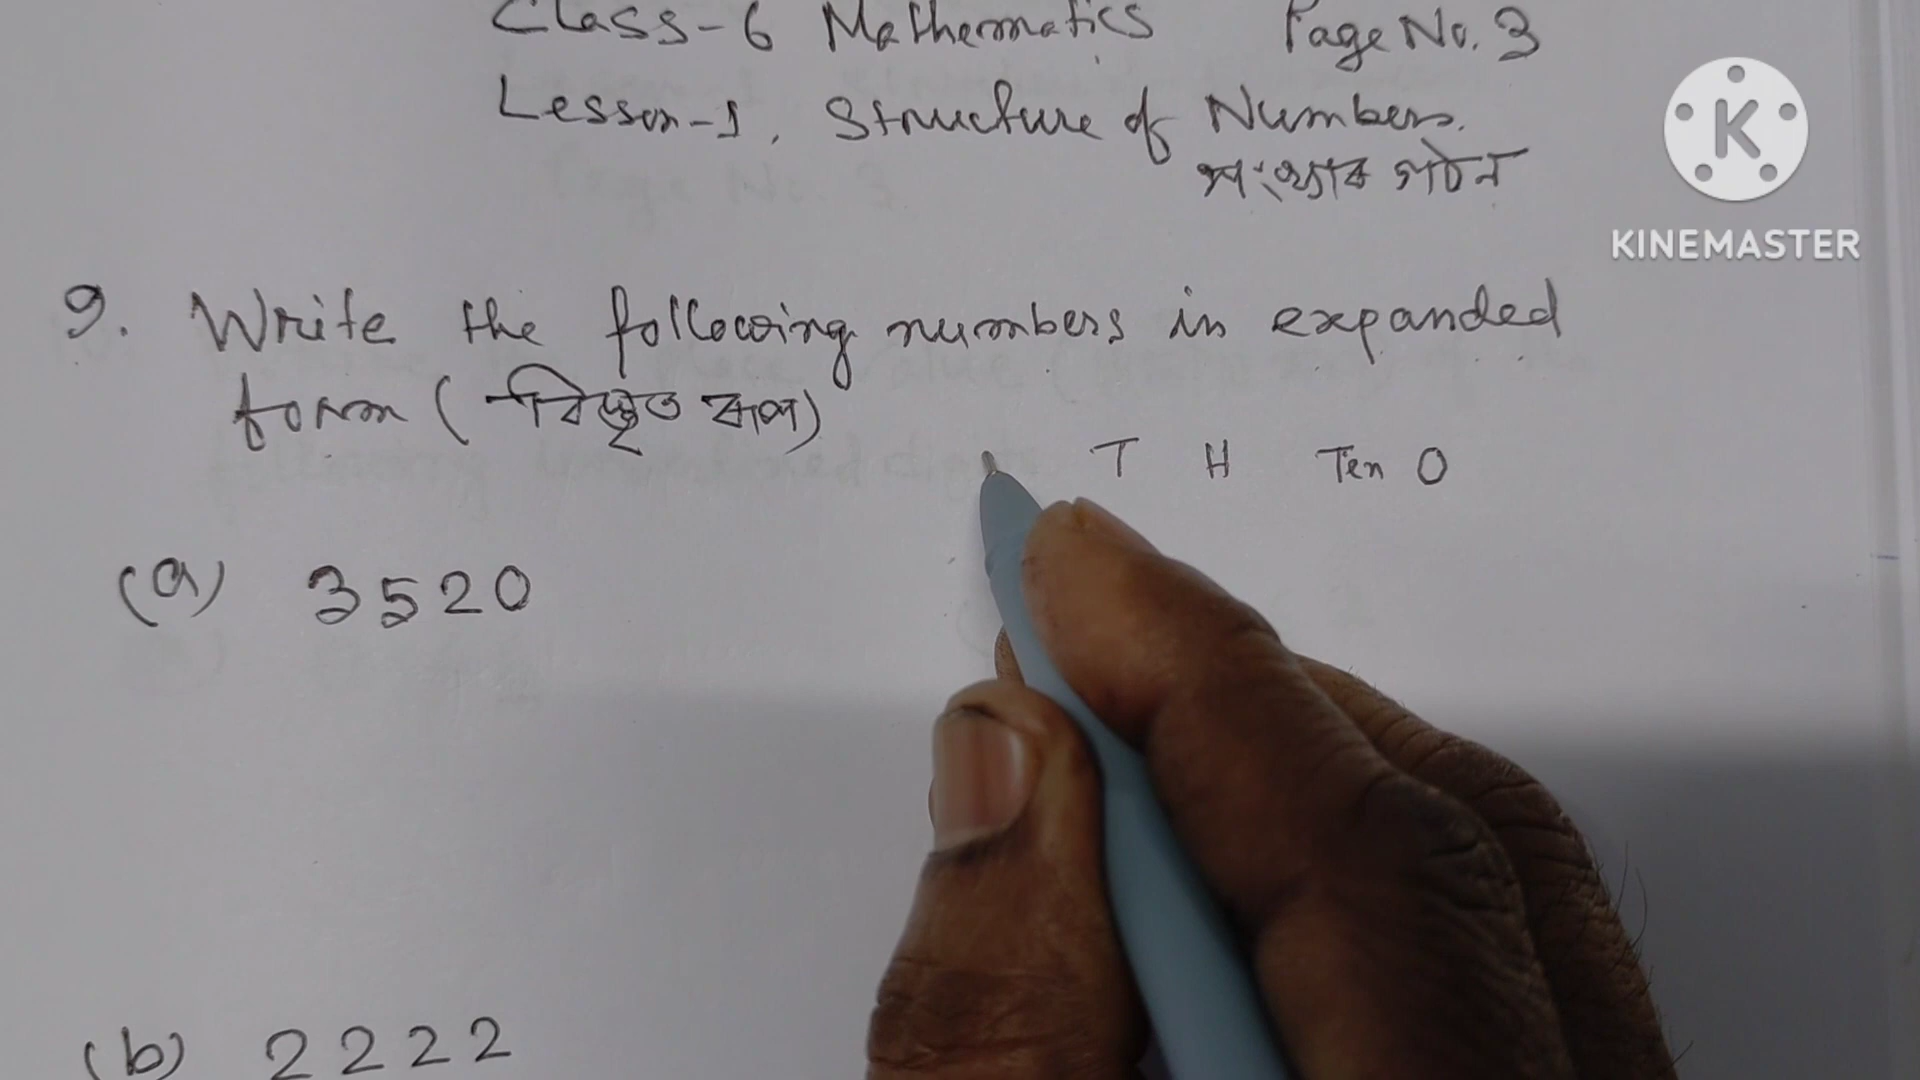 Class-6 Mathematics Page No. 3
Lesson-1, Structure of Numbers.
সংখ্যাৰ গঠন
9. Write the following numbers in expanded
form (বিস্তৃত ৰূপ)
T H Ten O
(a) 3520
(b) 2222
K
KINEMASTER